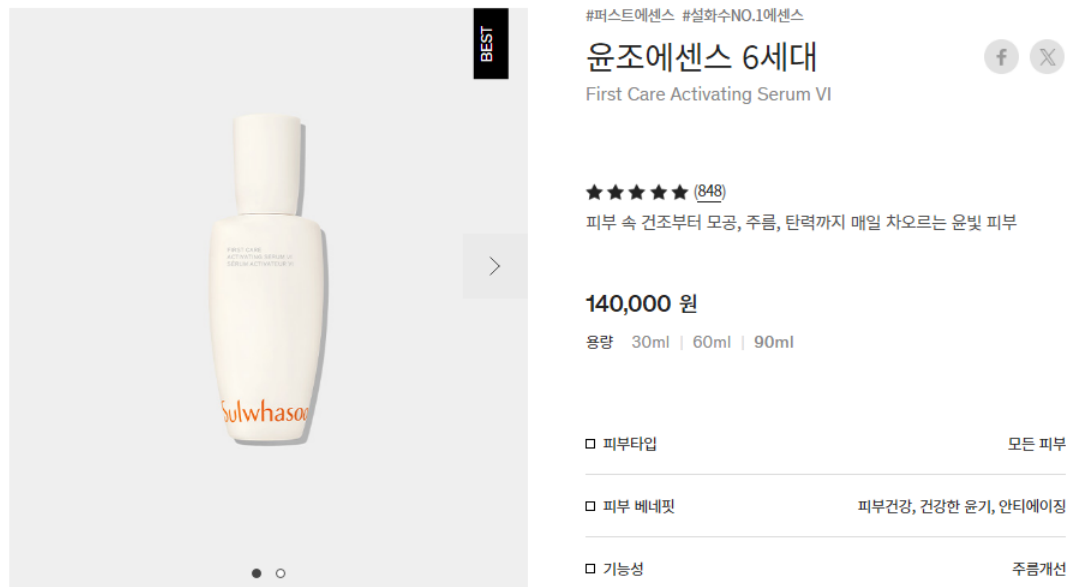 BEST
FIRST CARE
ACTIVATING SERUM VI
SÉRUM ACTIVATEUR VI
Sulwhasoo
#퍼스트에센스 #설화수NO.1에센스
윤조에센스 6세대
First Care Activating Serum VI
(848)
피부 속 건조부터 모공, 주름, 탄력까지 매일 차오르는 윤빛 피부
140,000 원
용량 30ml | 60ml | 90ml
피부타입 모든 피부
피부 베네핏 피부건강, 건강한 윤기, 안티에이징
기능성 주름개선